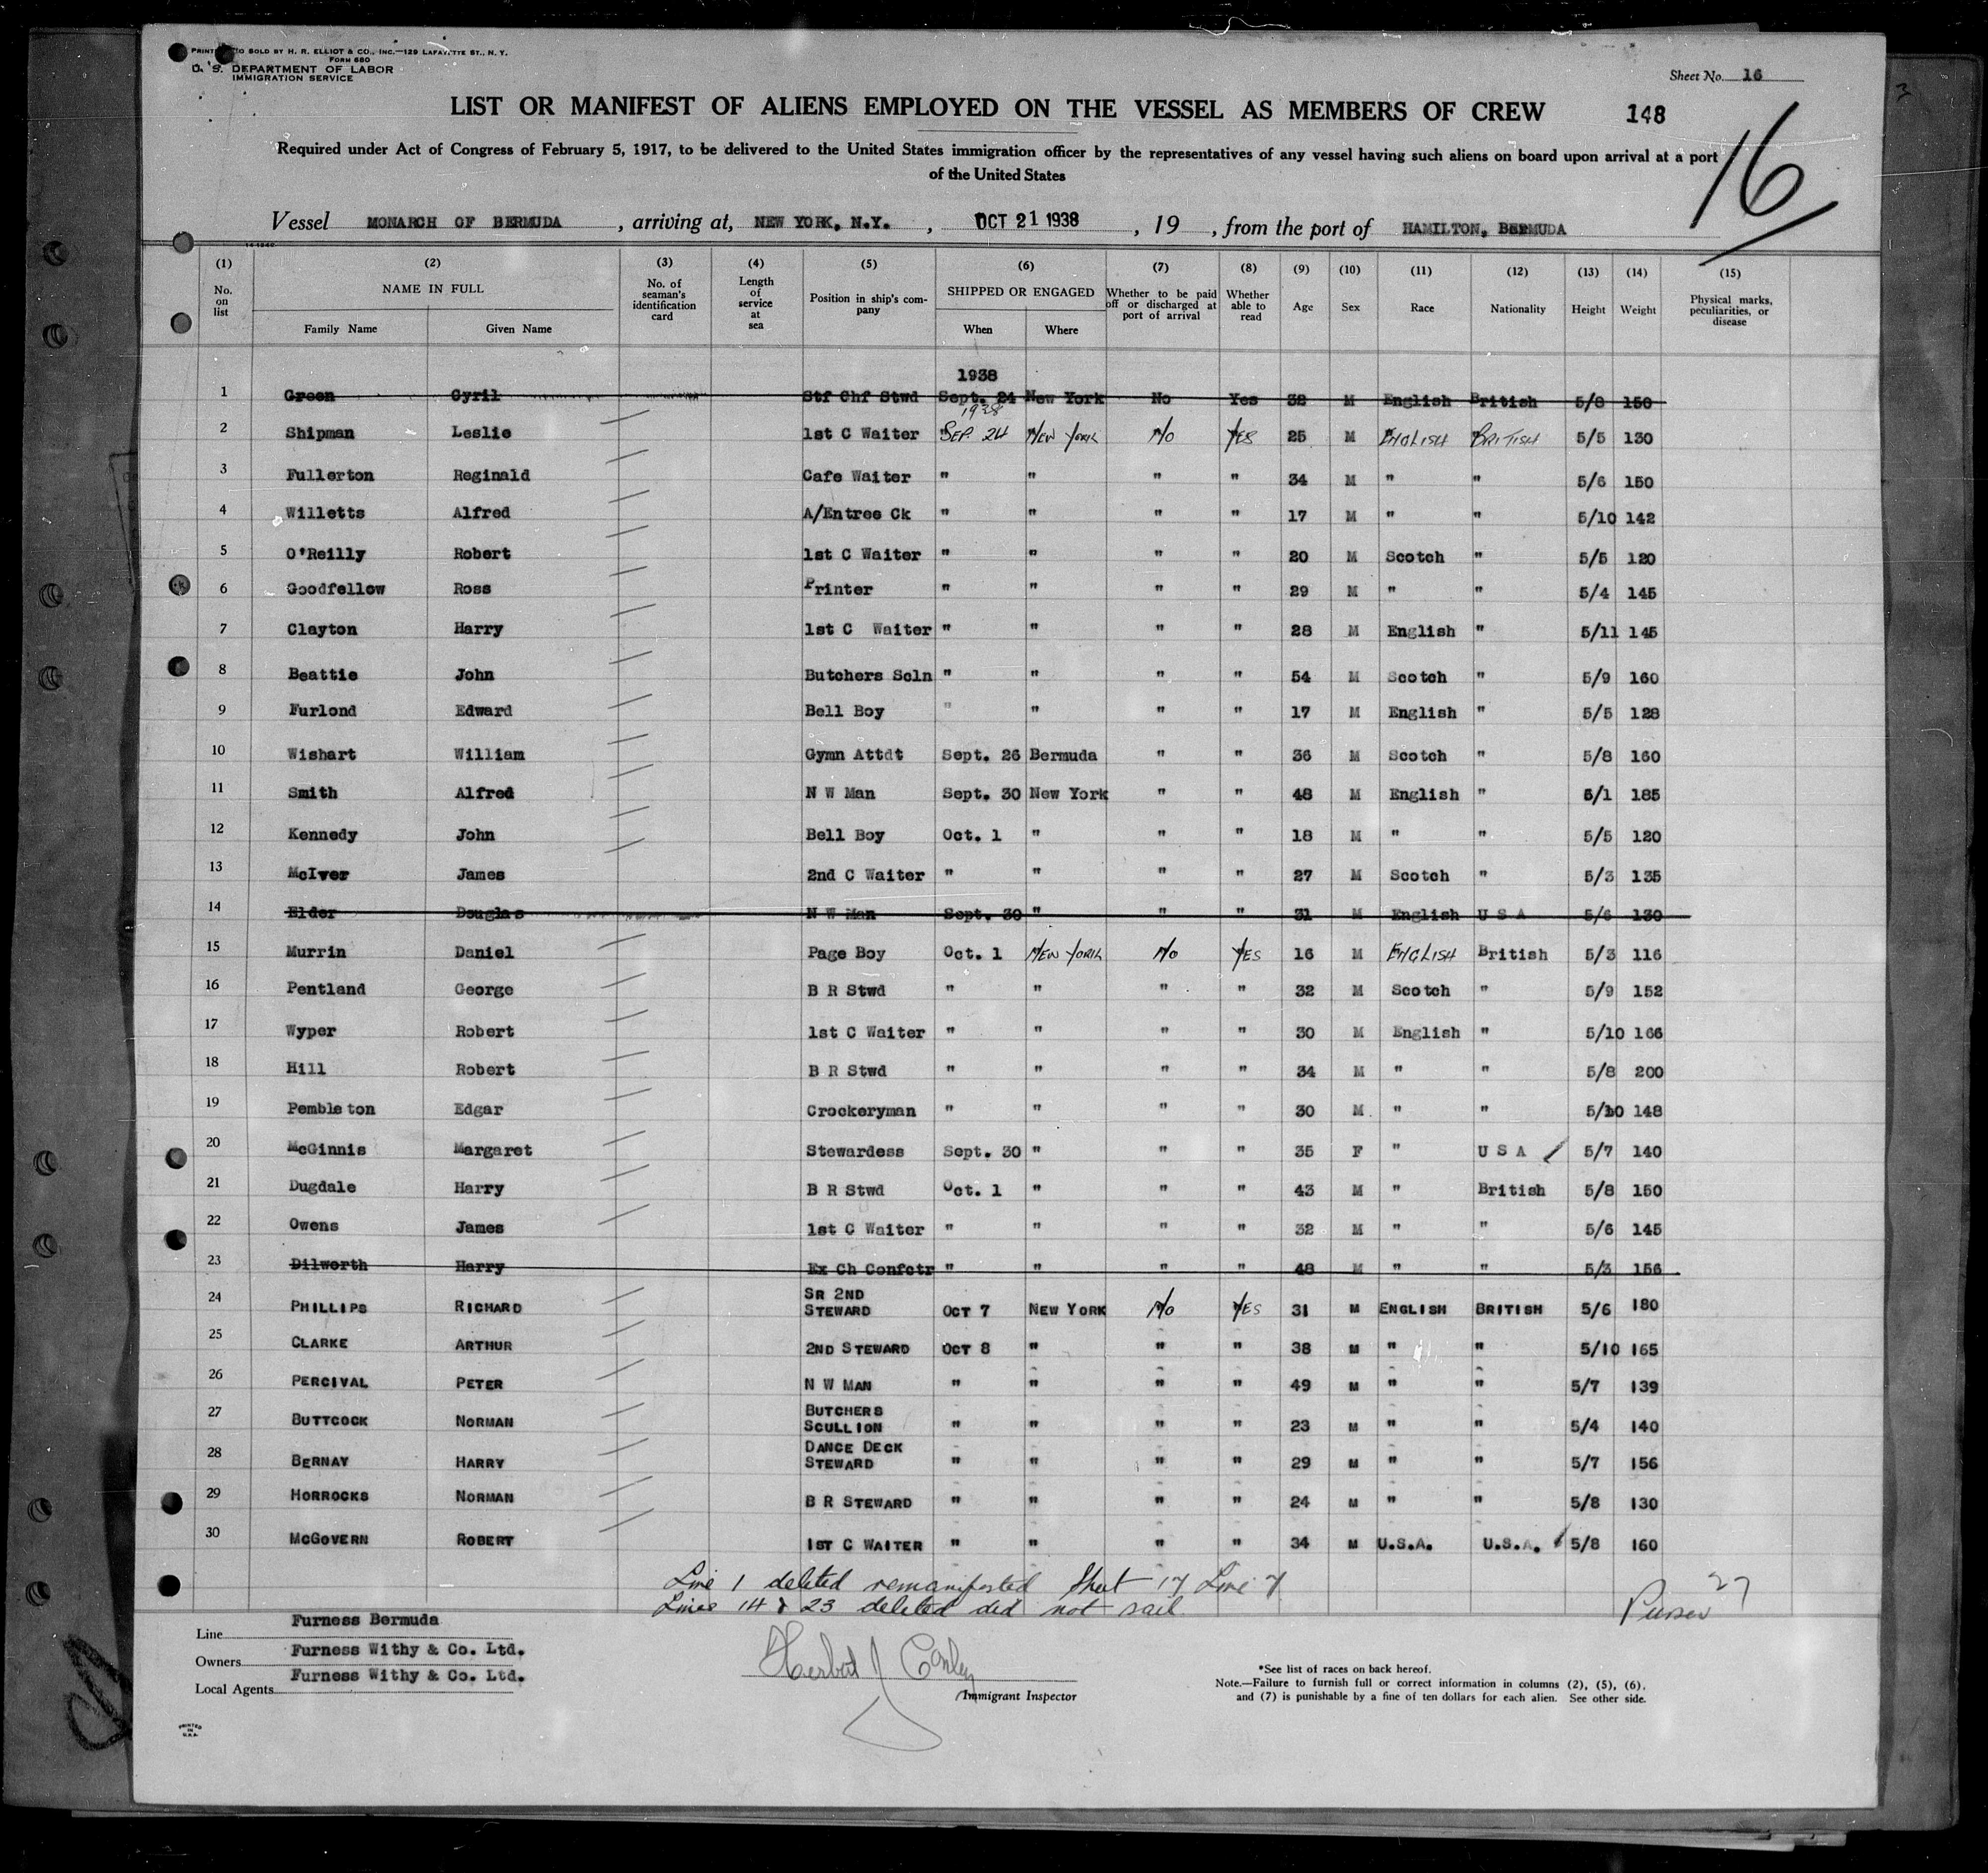 PRINTED AND SOLD BY H. R. ELLIOT & CO., INC.—129 LAFAYETTE ST., N. Y.
FORM 680
U. S. DEPARTMENT OF LABOR
IMMIGRATION SERVICE
Sheet No. 16
LIST OR MANIFEST OF ALIENS EMPLOYED ON THE VESSEL AS MEMBERS OF CREW 148
16
Required under Act of Congress of February 5, 1917, to be delivered to the United States immigration officer by the representatives of any vessel having such aliens on board upon arrival at a port
of the United States
Vessel MONARCH OF BERMUDA, arriving at, NEW YORK, N.Y., OCT 21 1938, 19 , from the port of HAMILTON, BERMUDA
(1) (2) (3) (4) (5) (6) (7) (8) (9) (10) (11) (12) (13) (14) (15)
No. on list NAME IN FULL Family Name Given Name No. of seaman's identification card Length of service at sea Position in ship's company SHIPPED OR ENGAGED When Where Whether to be paid off or discharged at port of arrival Whether able to read Age Sex Race Nationality Height Weight Physical marks, peculiarities, or disease
1938
1 Green Cyril Stf Chf Stwd Sept. 24 New York No Yes 32 M English British 5/8 150
1938
2 Shipman Leslie 1st C Waiter SEP. 24 NEW YORK NO YES 25 M ENGLISH BRITISH 5/5 130
3 Fullerton Reginald Cafe Waiter " " " " 34 M " " 5/6 150
4 Willetts Alfred A/Entree Ck " " " " 17 M " " 5/10 142
5 O'Reilly Robert 1st C Waiter " " " " 20 M Scotch " 5/5 120
6 Goodfellow Ross Printer " " " " 29 M " " 5/4 145
7 Clayton Harry 1st C Waiter " " " " 28 M English " 5/11 145
8 Beattie John Butchers Scln " " " " 54 M Scotch " 5/9 160
9 Furlond Edward Bell Boy " " " " 17 M English " 5/5 128
10 Wishart William Gymn Attdt Sept. 26 Bermuda " " 36 M Scotch " 5/8 160
11 Smith Alfred N W Man Sept. 30 New York " " 48 M English " 6/1 185
12 Kennedy John Bell Boy Oct. 1 " " " 18 M " " 5/5 120
13 McIver James 2nd C Waiter " " " " 27 M Scotch " 5/3 135
14 Elder Douglas N W Man Sept. 30 " " " 31 M English U S A 5/6 130
15 Murrin Daniel Page Boy Oct. 1 NEW YORK NO YES 16 M ENGLISH British 5/3 116
16 Pentland George B R Stwd " " " " 32 M Scotch " 5/9 152
17 Wyper Robert 1st C Waiter " " " " 30 M English " 5/10 166
18 Hill Robert B R Stwd " " " " 34 M " " 5/8 200
19 Pembleton Edgar Crockeryman " " " " 30 M. " " 5/10 148
20 McGinnis Margaret Stewardess Sept. 30 " " " 35 F " U S A 5/7 140
21 Dugdale Harry B R Stwd Oct. 1 " " " 43 M " British 5/8 150
22 Owens James 1st C Waiter " " " " 32 M " " 5/6 145
23 Dilworth Harry Ex Ch Confctr " " " " 48 M " " 5/3 156
24 PHILLIPS RICHARD SR 2ND STEWARD OCT 7 NEW YORK NO YES 31 M ENGLISH BRITISH 5/6 180
25 CLARKE ARTHUR 2ND STEWARD OCT 8 " " " 38 M " " 5/10 165
26 PERCIVAL PETER N W MAN " " " " 49 M " " 5/7 139
27 BUTTCOCK NORMAN BUTCHERS SCULLION " " " " 23 M " " 5/4 140
28 BERNAY HARRY DANCE DECK STEWARD " " " " 29 M " " 5/7 156
29 HORROCKS NORMAN B R STEWARD " " " " 24 M " " 5/8 130
30 MCGOVERN ROBERT 1ST C WAITER " " " " 34 M U.S.A. U.S.A. 5/8 160
Line 1 deleted remanifested Sheet 17 Line 7
Lines 14 & 23 deleted did not sail
27
Purser
Line Furness Bermuda
Owners Furness Withy & Co. Ltd.
Local Agents Furness Withy & Co. Ltd.
Herbert J Conley
Immigrant Inspector
*See list of races on back hereof.
Note.—Failure to furnish full or correct information in columns (2), (5), (6),
and (7) is punishable by a fine of ten dollars for each alien. See other side.
PRINTED
IN
U.S.A.